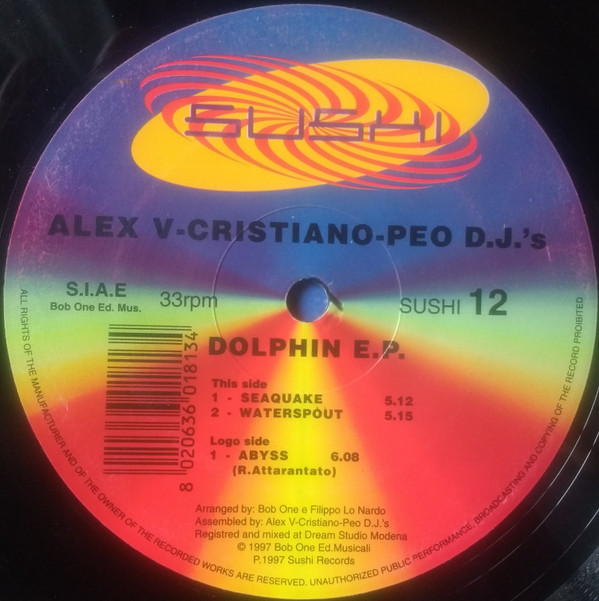 SUSHI
ALEX V-CRISTIANO-PEO D.J.'s
S.I.A.E
Bob One Ed. Mus.
33rpm
SUSHI 12
DOLPHIN E.P.
This side
1 - SEAQUAKE 5.12
2 - WATERSPOUT 5.15
Logo side
1 - ABYSS 6.08
(R.Attarantato)
8 020636 018134
Arranged by: Bob One e Filippo Lo Nardo
Assembled by: Alex V-Cristiano-Peo D.J.'s
Registred and mixed at Dream Studio Modena
© 1997 Bob One Ed.Musicali
P.1997 Sushi Records
ALL RIGHTS OF THE MANUFACTURER AND OF THE OWNER OF THE RECORDED WORKS ARE RESERVED. UNAUTHORIZED PUBLIC PERFORMANCE, BROADCASTING AND COPYING OF THE RECORD PROIBITED